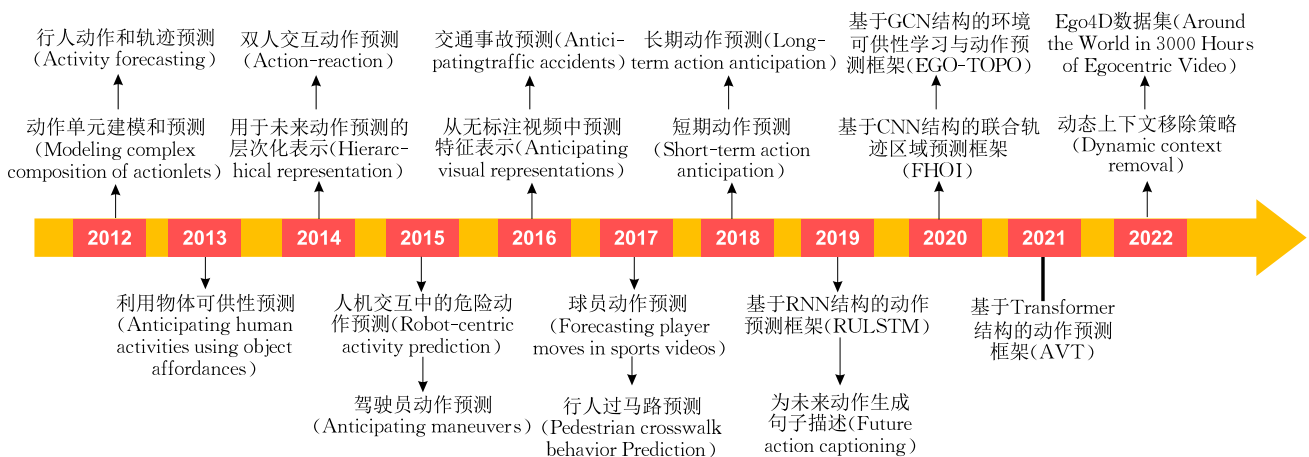 行人动作和轨迹预测
(Activity forecasting)
双人交互动作预测
(Action-reaction)
交通事故预测(Antici-
patingtraffic accidents)
长期动作预测(Long-
term action anticipation)
基于GCN结构的环境
可供性学习与动作预
测框架(EGO-TOPO)
Ego4D数据集(Around
the World in 3000 Hours
of Egocentric Video)
动作单元建模和预测
(Modeling complex
composition of actionlets)
用于未来动作预测的
层次化表示(Hierarc-
hical representation)
从无标注视频中预测
特征表示(Anticipating
visual representations)
短期动作预测
(Short-term action
anticipation)
基于CNN结构的联合轨
迹区域预测框架
(FHOI)
动态上下文移除策略
(Dynamic context
removal)
2012 2013 2014 2015 2016 2017 2018 2019 2020 2021 2022
利用物体可供性预测
(Anticipating human
activities using object
affordances)
人机交互中的危险动
作预测(Robot-centric
activity prediction)
球员动作预测
(Forecasting player
moves in sports videos)
基于RNN结构的动作
预测框架(RULSTM)
基于Transformer
结构的动作预测
框架(AVT)
驾驶员动作预测
(Anticipating maneuvers)
行人过马路预测
(Pedestrian crosswalk
behavior Prediction)
为未来动作生成
句子描述(Future
action captioning)